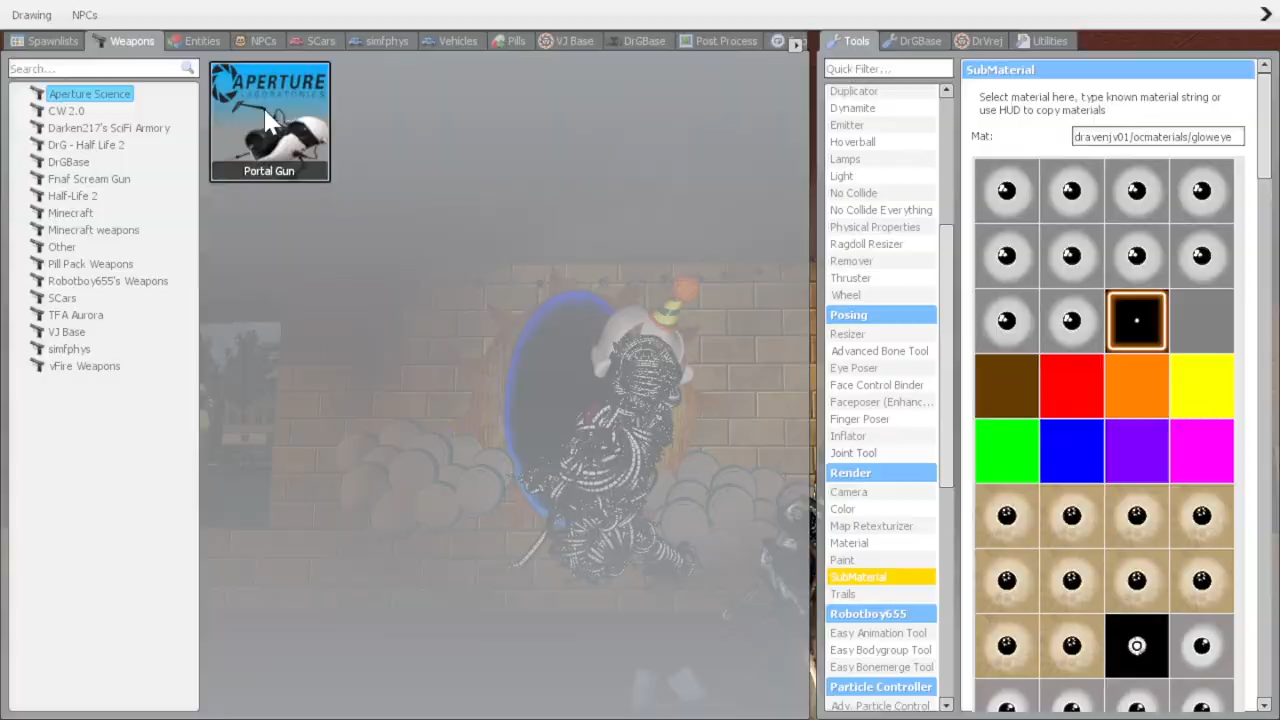 Drawing NPCs
Spawnlists Weapons Entities NPCs SCars simfphys Vehicles Pills VJ Base DrGBase Post Process
Tools DrGBase DrVrej Utilities
Search...
Aperture Science
CW 2.0
Darken217's SciFi Armory
DrG - Half Life 2
DrGBase
Fnaf Scream Gun
Half-Life 2
Minecraft
Minecraft weapons
Other
Pill Pack Weapons
Robotboy655's Weapons
SCars
TFA Aurora
VJ Base
simfphys
vFire Weapons
APERTURE
LABORATORIES
Portal Gun
Quick Filter...
Duplicator
Dynamite
Emitter
Hoverball
Lamps
Light
No Collide
No Collide Everything
Physical Properties
Ragdoll Resizer
Remover
Thruster
Wheel
Posing
Resizer
Advanced Bone Tool
Eye Poser
Face Control Binder
Faceposer (Enhanc...
Finger Poser
Inflator
Joint Tool
Render
Camera
Color
Map Retexturizer
Material
Paint
SubMaterial
Trails
Robotboy655
Easy Animation Tool
Easy Bodygroup Tool
Easy Bonemerge Tool
Particle Controller
Adv. Particle Control
SubMaterial
Select material here, type known material string or
use HUD to copy materials
Mat: dravenjv01/ocmaterials/gloweye